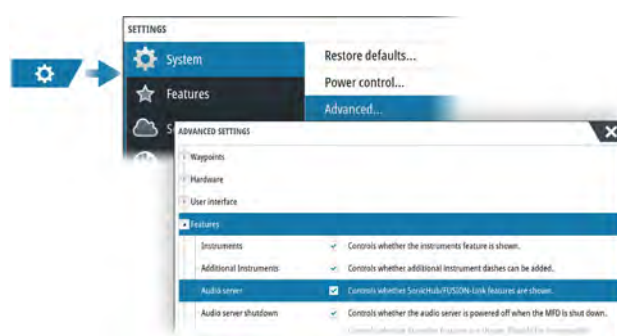 SETTINGS
System
Features
Restore defaults...
Power control...
Advanced...
ADVANCED SETTINGS
Waypoints
Hardware
User interface
Features
Instruments Controls whether the instruments feature is shown.
Additional Instruments Controls whether additional instrument dashes can be added.
Audio server Controls whether SonicHub/FUSION-Link features are shown.
Audio server shutdown Controls whether the audio server is powered off when the MFD is shut down.